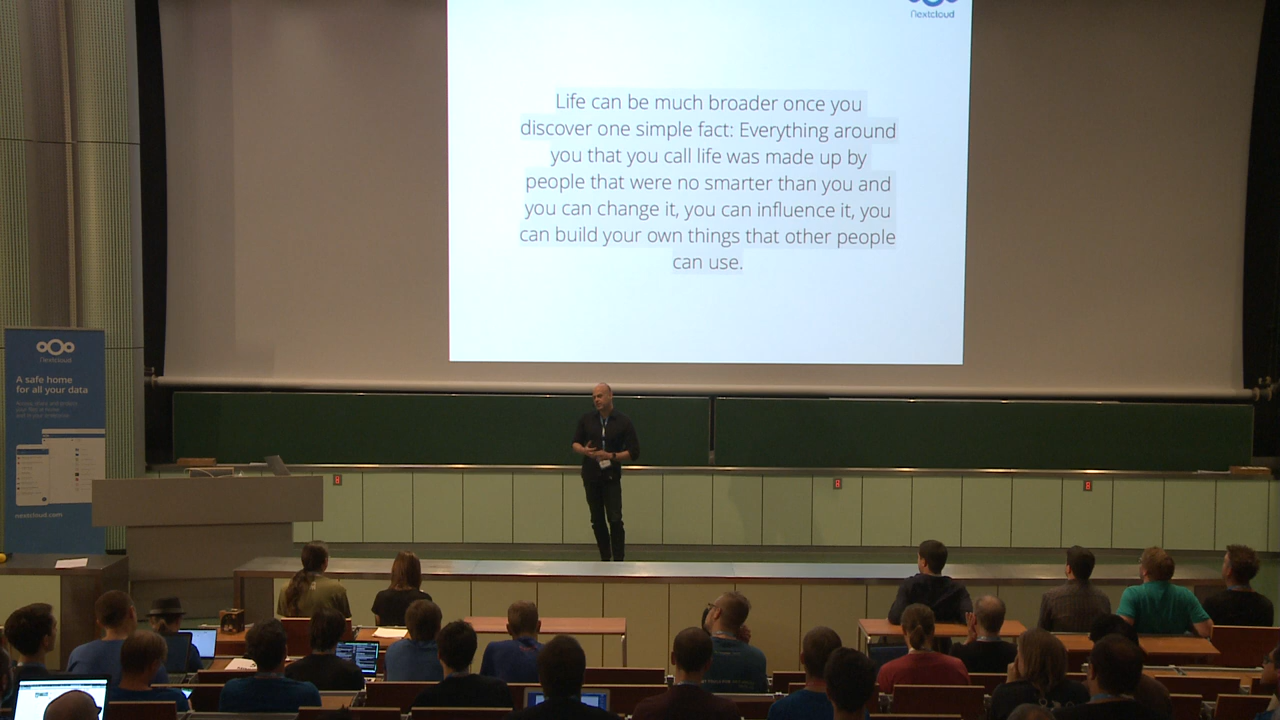 nextcloud
Life can be much broader once you
discover one simple fact: Everything around
you that you call life was made up by
people that were no smarter than you and
you can change it, you can influence it, you
can build your own things that other people
can use.
nextcloud
A safe home
for all your data
nextcloud.com